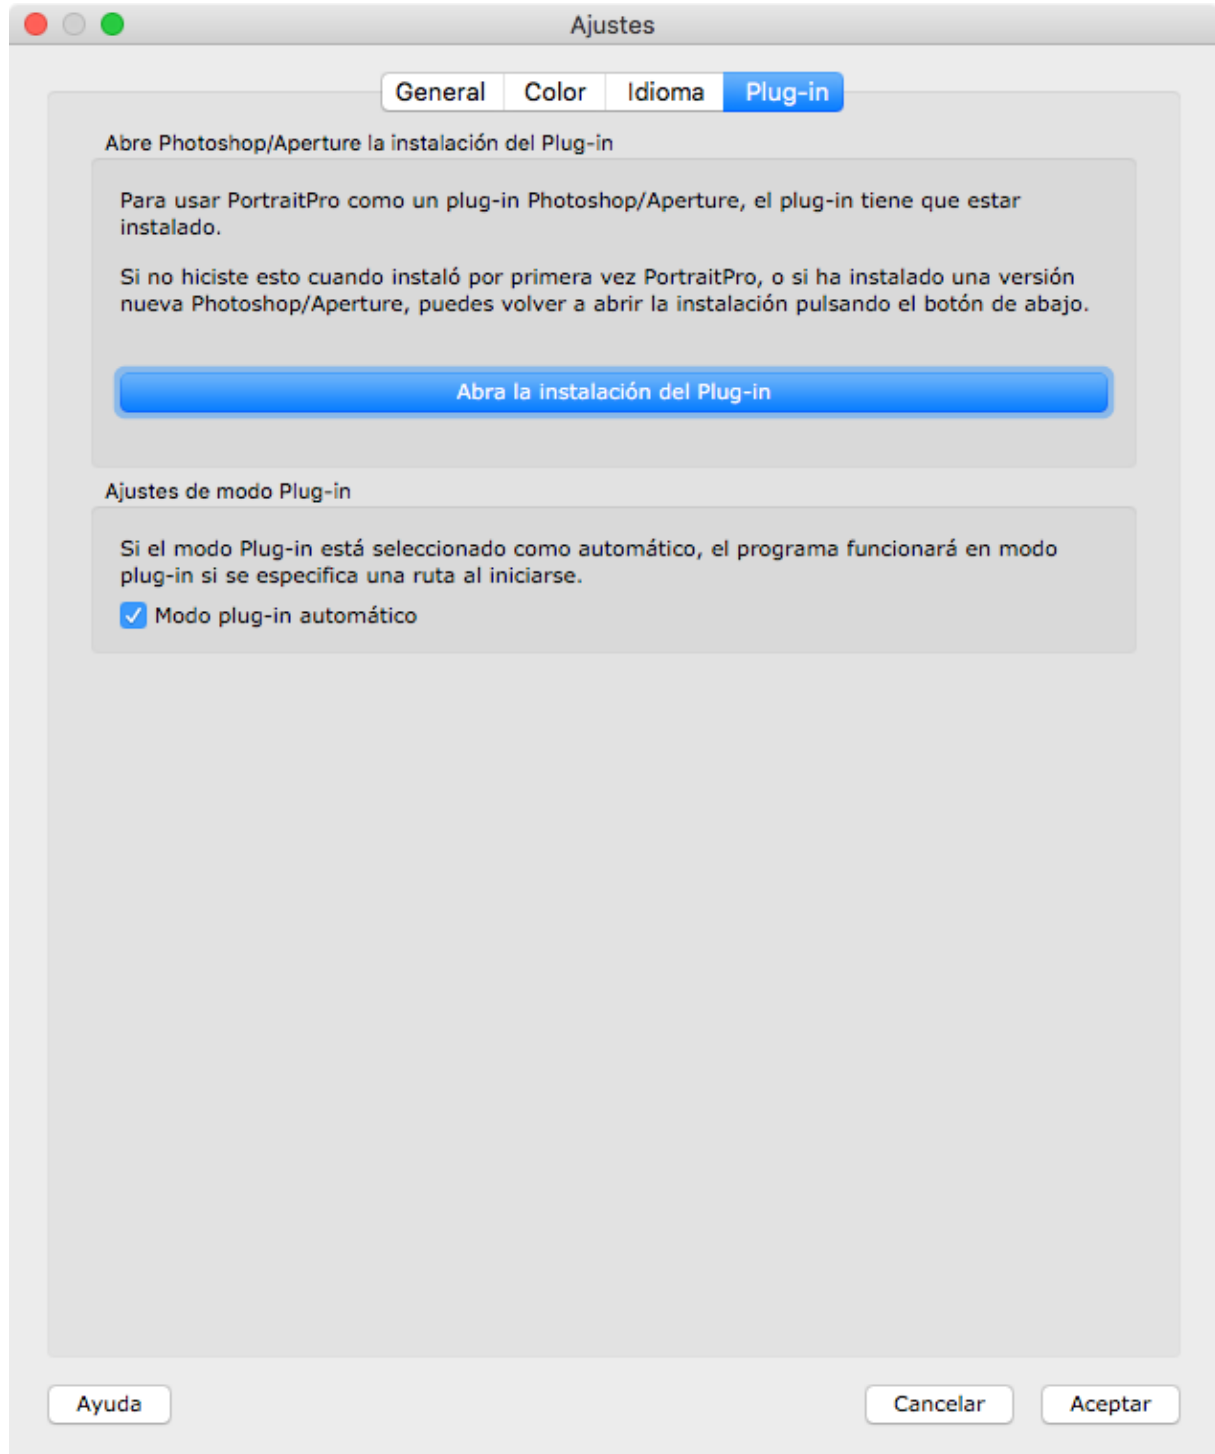 Ajustes
General Color Idioma Plug-in
Abre Photoshop/Aperture la instalación del Plug-in
Para usar PortraitPro como un plug-in Photoshop/Aperture, el plug-in tiene que estar
instalado.
Si no hiciste esto cuando instaló por primera vez PortraitPro, o si ha instalado una versión
nueva Photoshop/Aperture, puedes volver a abrir la instalación pulsando el botón de abajo.
Abra la instalación del Plug-in
Ajustes de modo Plug-in
Si el modo Plug-in está seleccionado como automático, el programa funcionará en modo
plug-in si se especifica una ruta al iniciarse.
Modo plug-in automático
Ayuda Cancelar Aceptar